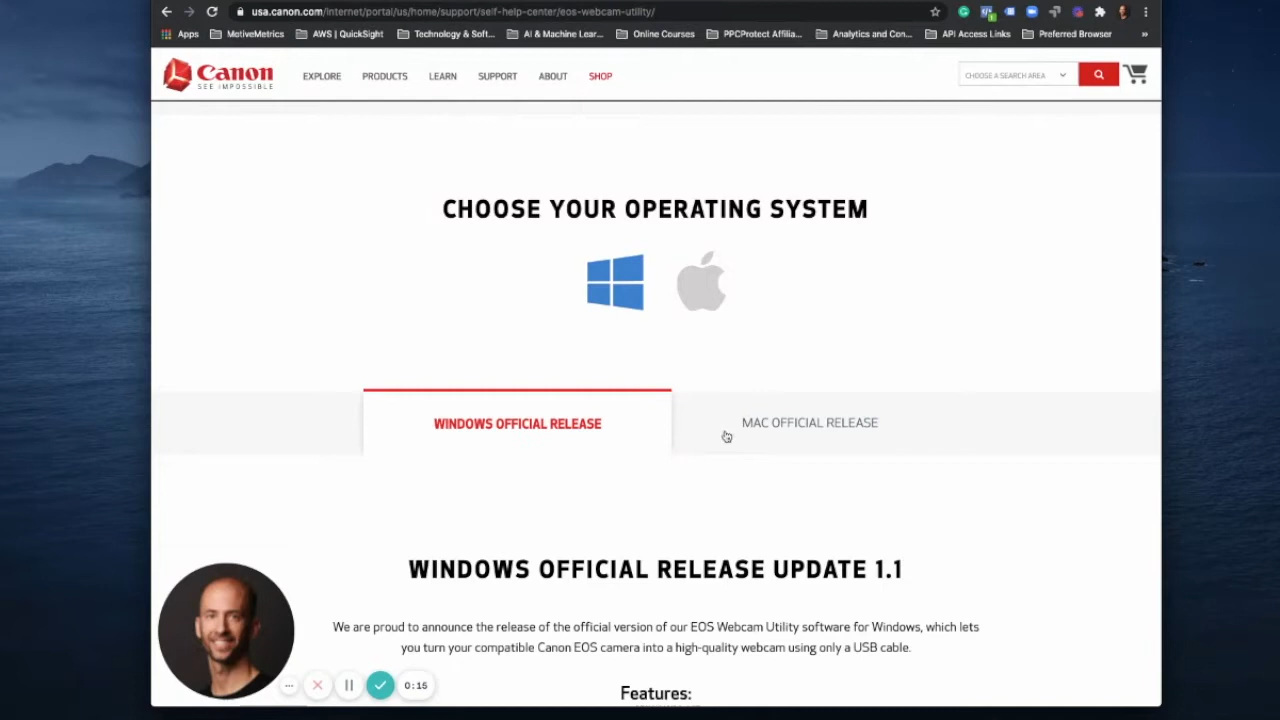 usa.canon.com/internet/portal/us/home/support/self-help-center/eos-webcam-utility/
Apps MotiveMetrics AWS | QuickSight Technology & Soft... AI & Machine Lear... Online Courses PPCProtect Affilia... Analytics and Con... API Access Links Preferred Browser »
Canon
SEE IMPOSSIBLE
EXPLORE PRODUCTS LEARN SUPPORT ABOUT SHOP
CHOOSE A SEARCH AREA
CHOOSE YOUR OPERATING SYSTEM
WINDOWS OFFICIAL RELEASE MAC OFFICIAL RELEASE
WINDOWS OFFICIAL RELEASE UPDATE 1.1
We are proud to announce the release of the official version of our EOS Webcam Utility software for Windows, which lets
you turn your compatible Canon EOS camera into a high-quality webcam using only a USB cable.
Features:
0:15